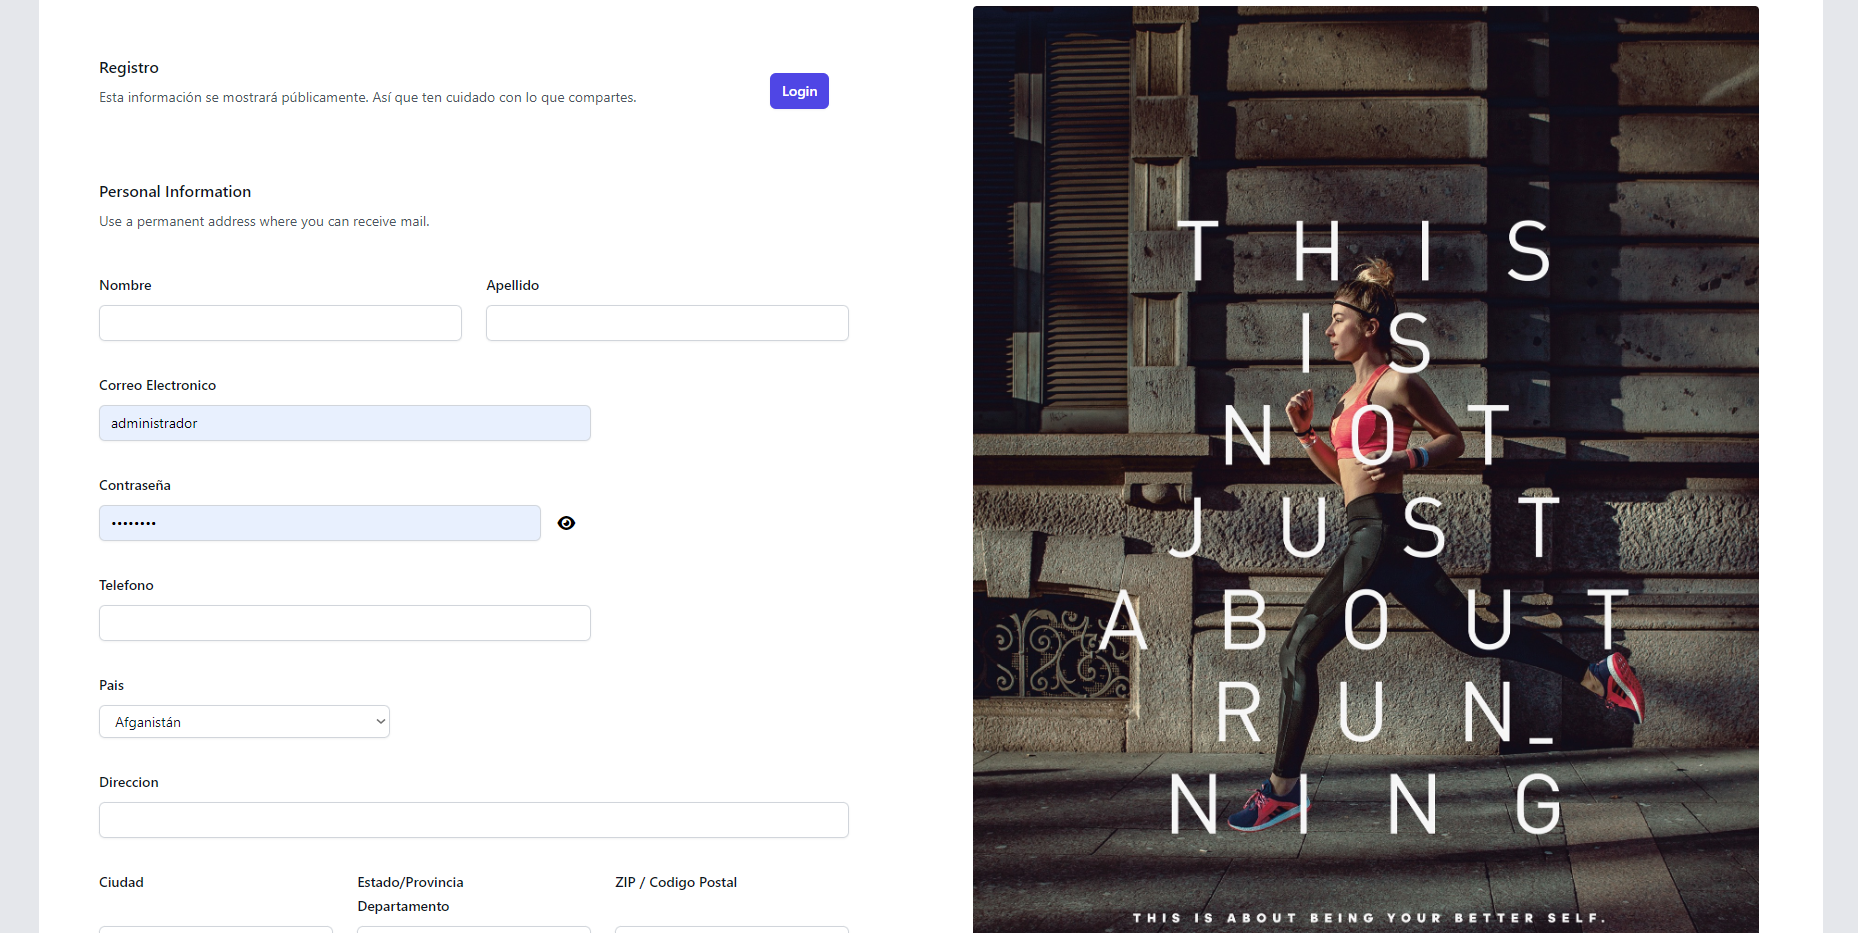 Registro
Esta información se mostrará públicamente. Así que ten cuidado con lo que compartes.
Login
Personal Information
Use a permanent address where you can receive mail.
Nombre
Apellido
Correo Electronico
administrador
Contraseña
••••••••
Telefono
Pais
Afganistán
Direccion
Ciudad
Estado/Provincia
Departamento
ZIP / Codigo Postal
THIS
IS
NOT
JUST
ABOUT
RUN_
NING
THIS IS ABOUT BEING YOUR BETTER SELF.